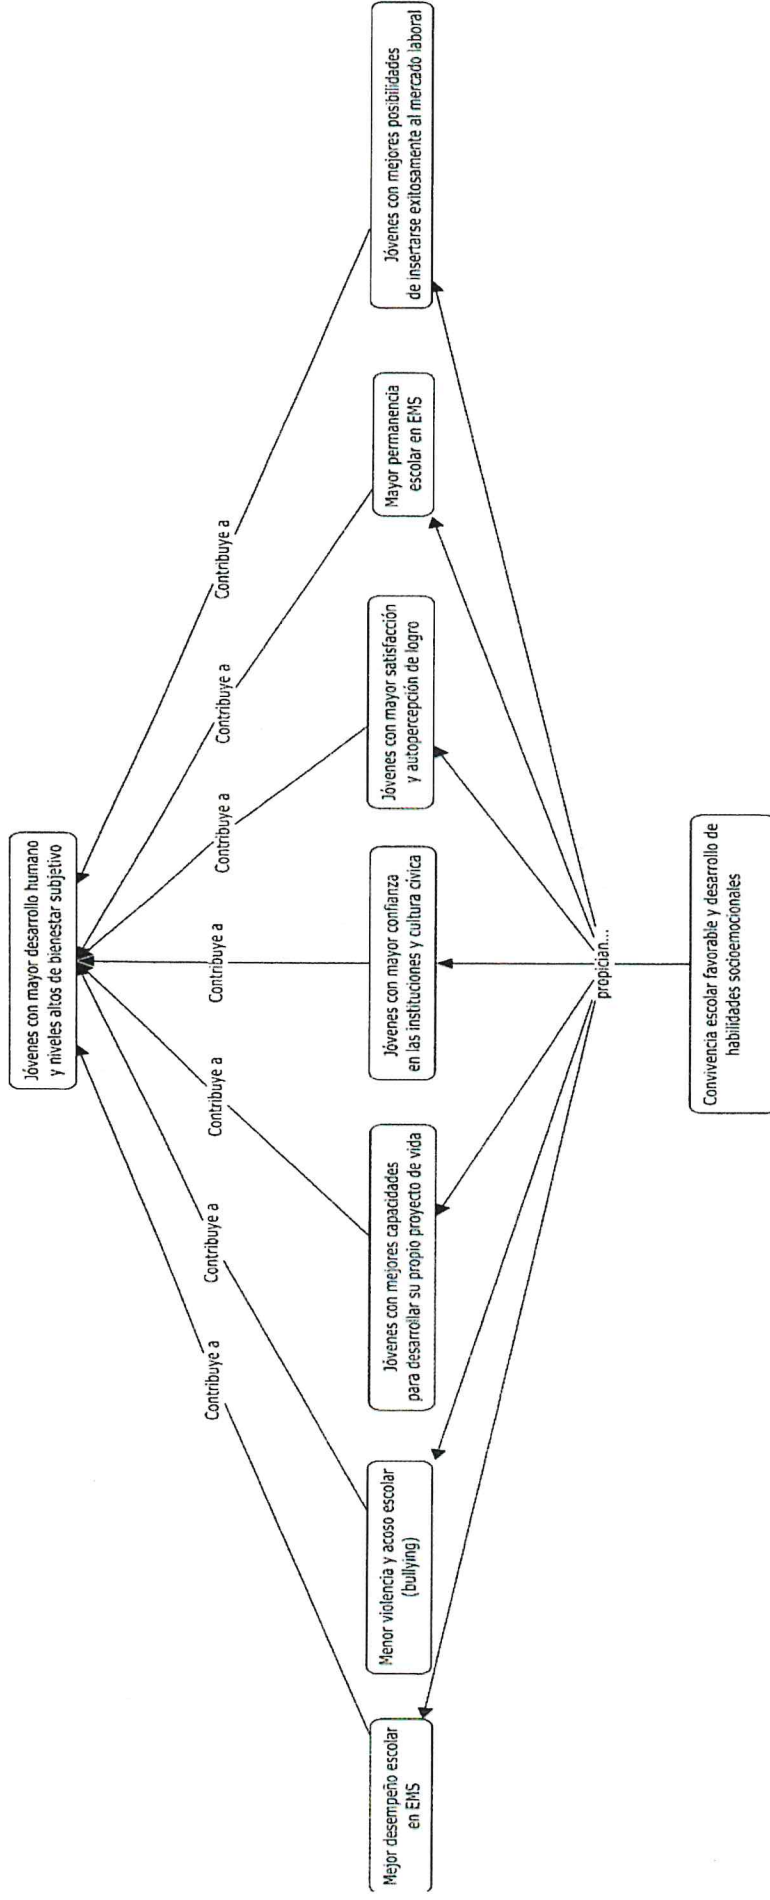 Jóvenes con mayor desarrollo humano
y niveles altos de bienestar subjetivo
Contribuye a
Contribuye a
Contribuye a
Contribuye a
Contribuye a
Contribuye a
Contribuye a
Mejor desempeño escolar
en EMS
Menor violencia y acoso escolar
(bullying)
Jóvenes con mejores capacidades
para desarrollar su propio proyecto de vida
Jóvenes con mayor confianza
en las instituciones y cultura cívica
Jóvenes con mayor satisfacción
y autopercepción de logro
Mayor permanencia
escolar en EMS
Jóvenes con mejores posibilidades
de insertarse exitosamente al mercado laboral
propician...
Convivencia escolar favorable y desarrollo de
habilidades socioemocionales